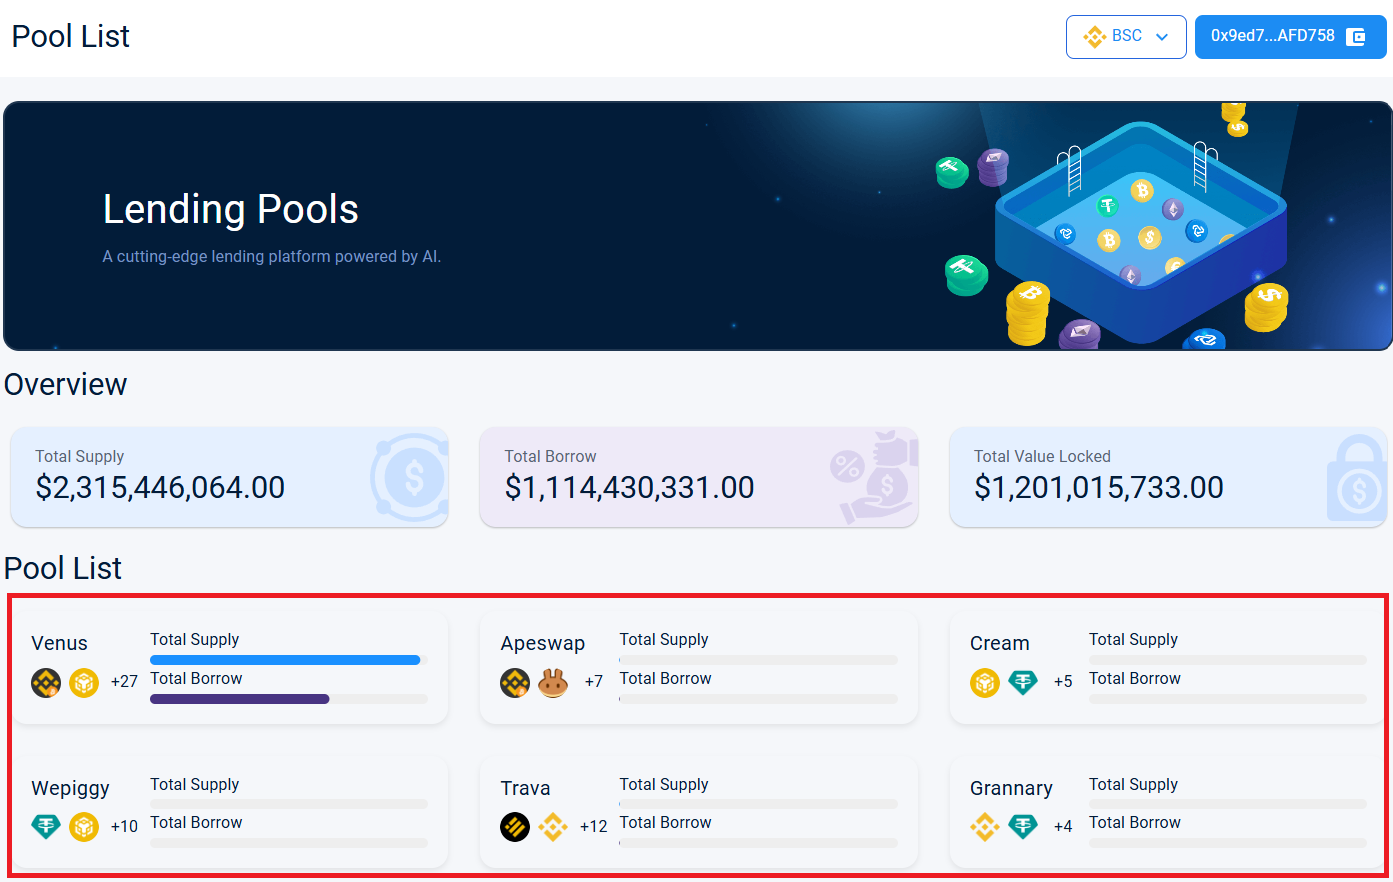 Pool List
BSC
0x9ed7...AFD758
Lending Pools
A cutting-edge lending platform powered by AI.
Overview
Total Supply
$2,315,446,064.00
Total Borrow
$1,114,430,331.00
Total Value Locked
$1,201,015,733.00
Pool List
Venus
+27
Total Supply
Total Borrow
Apeswap
+7
Total Supply
Total Borrow
Cream
+5
Total Supply
Total Borrow
Wepiggy
+10
Total Supply
Total Borrow
Trava
+12
Total Supply
Total Borrow
Grannary
+4
Total Supply
Total Borrow